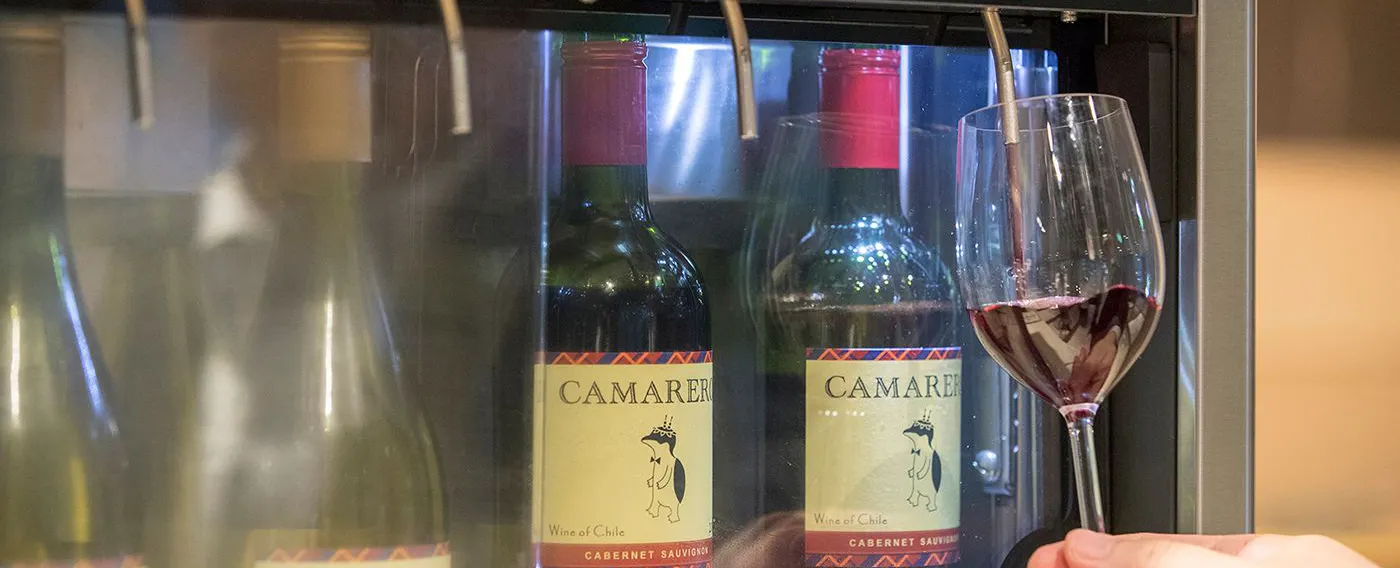 CAMARERO
Wine of Chile
CABERNET SAUVIGNON
CAMARER
Wine of Chile
CABERNET SAUVIGNON